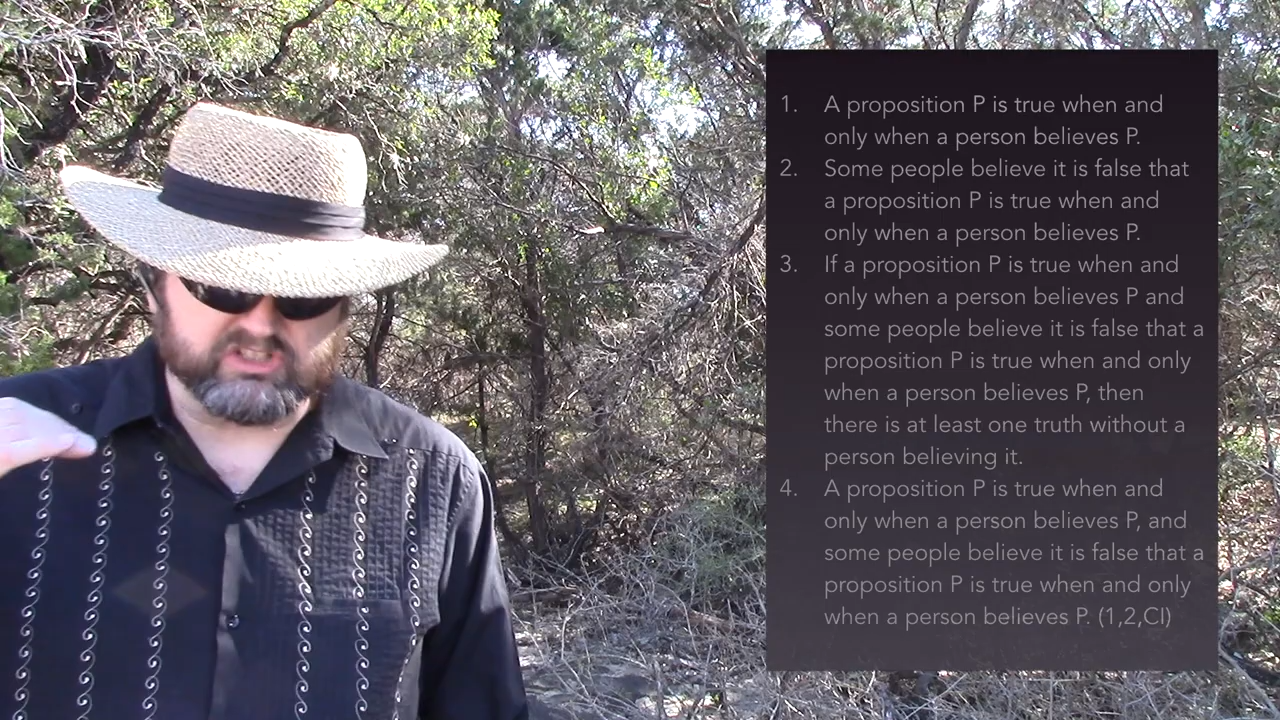 1. A proposition P is true when and
only when a person believes P.
2. Some people believe it is false that
a proposition P is true when and
only when a person believes P.
3. If a proposition P is true when and
only when a person believes P and
some people believe it is false that a
proposition P is true when and only
when a person believes P, then
there is at least one truth without a
person believing it.
4. A proposition P is true when and
only when a person believes P, and
some people believe it is false that a
proposition P is true when and only
when a person believes P. (1,2,CI)